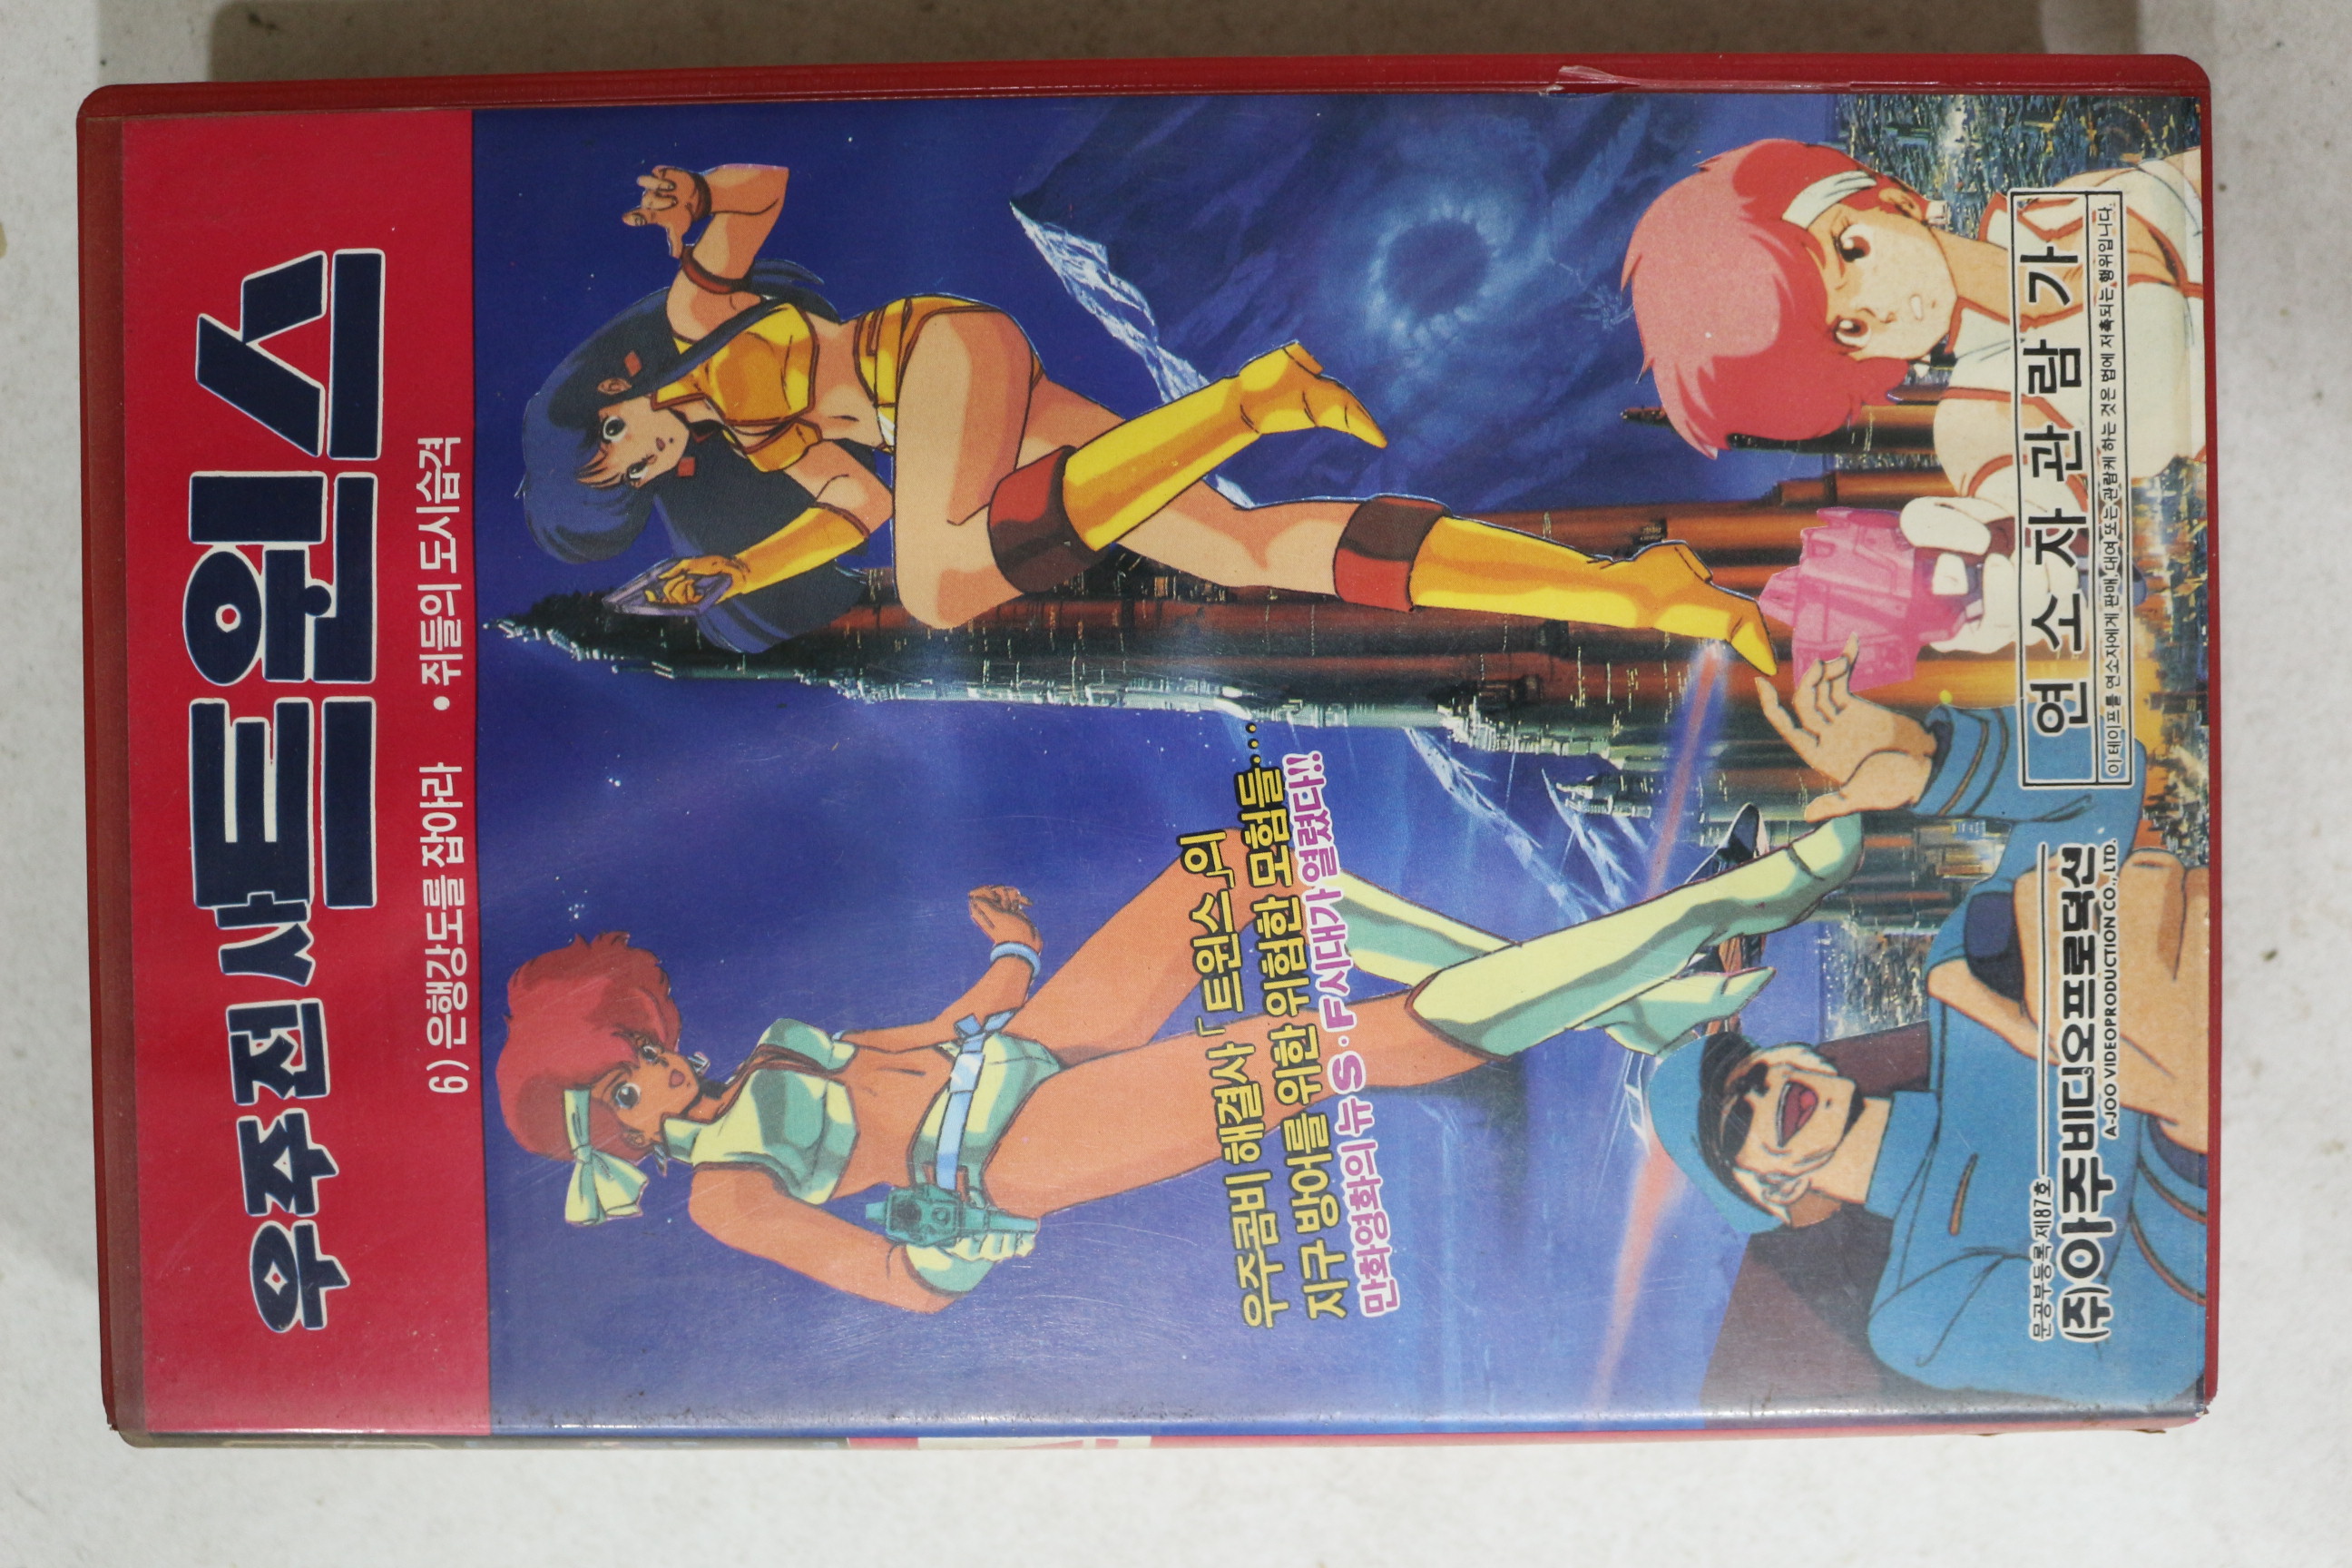 우주전사 트윈스
6) 은행강도를 잡아라 • 쥐들의 도시습격
우주콤비 해결사 「트윈스」의
지구 방어를 위한 위험한 모험들…
만화영화의 뉴 S·F시대가 열렸다!!
문공부등록 제87호
(주)아주비디오프로덕션
A-JOO VIDEOPRODUCTION CO., LTD.
연소자관람가
이 테이프를 연소자에게 판매, 대여 또는 관람케 하는 것은 법에 저촉되는 행위입니다.